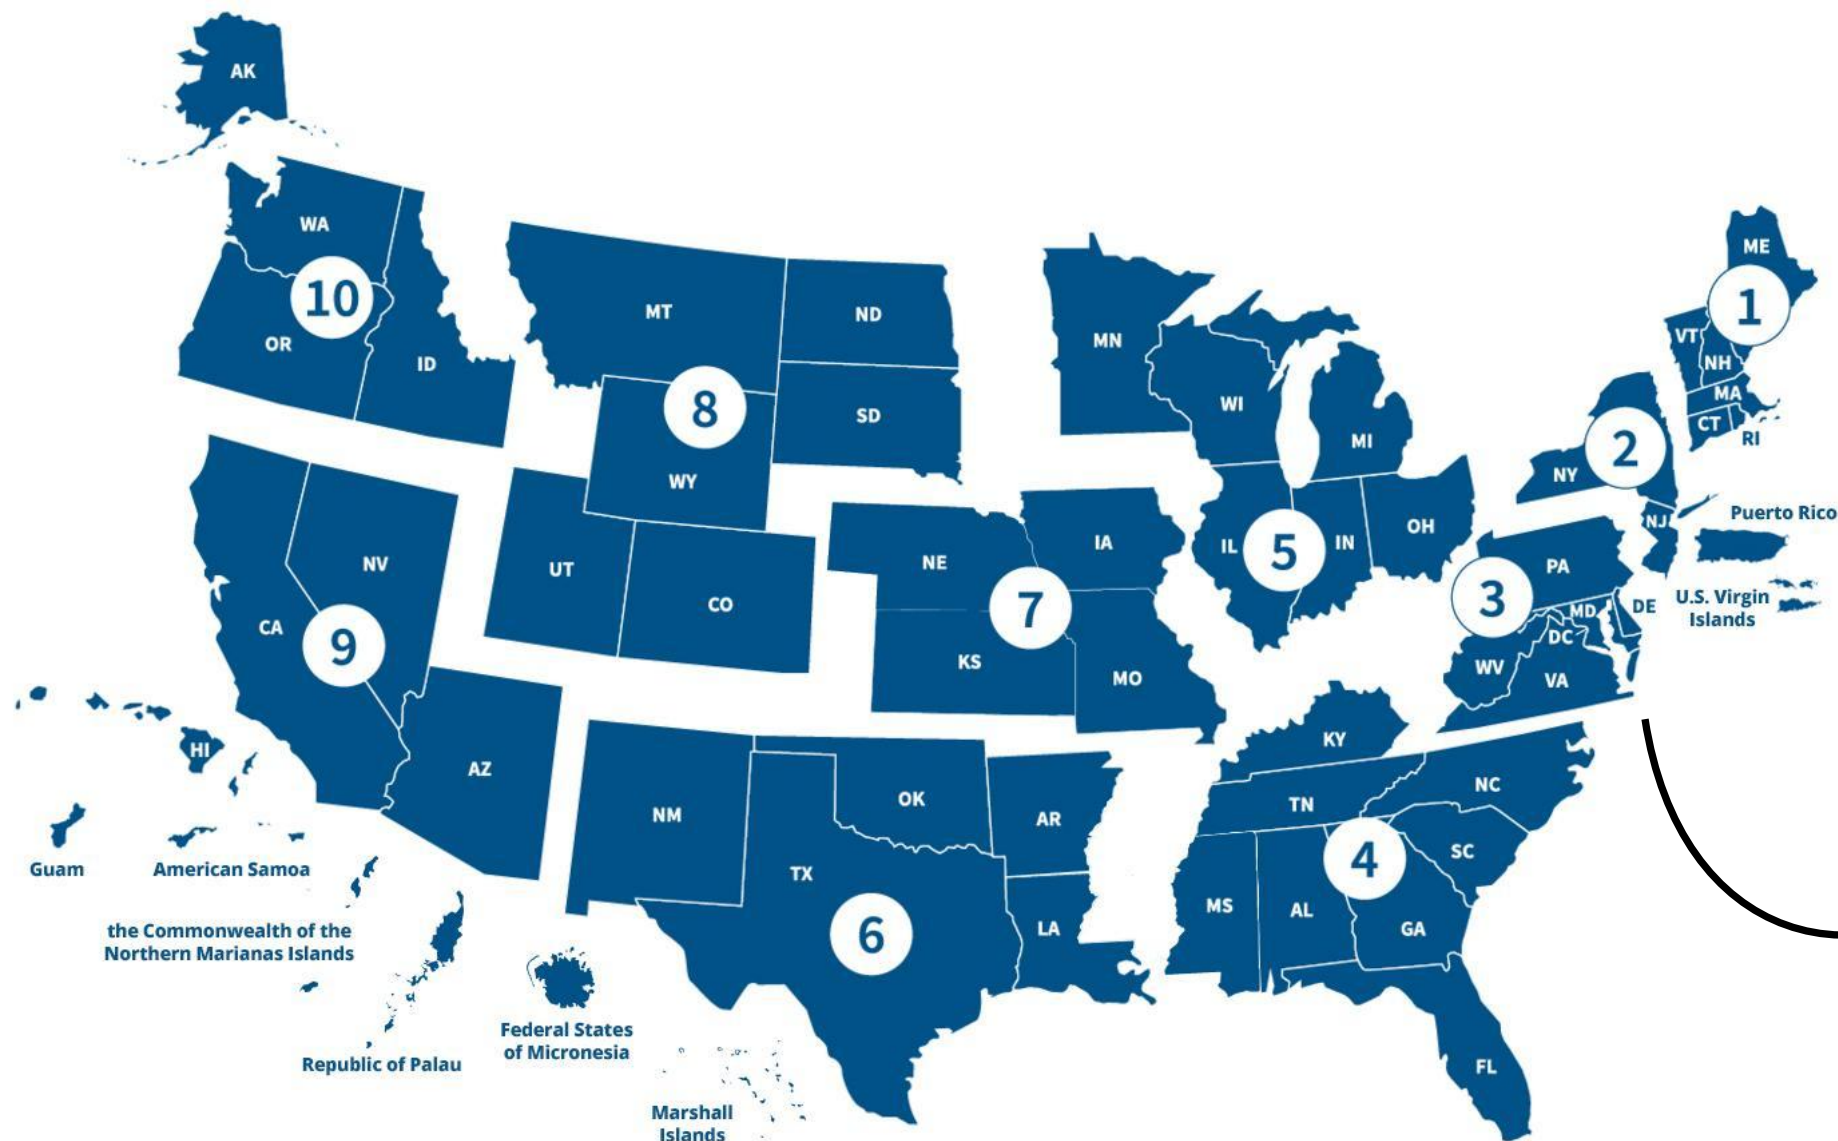 AK
WA
10
OR
ID
MT
ND
8
SD
WY
MN
WI
MI
ME
1
VT
NH
MA
CT
RI
2
NY
NJ
Puerto Rico
U.S. Virgin
Islands
NV
CA
9
UT
CO
AZ
HI
NE
IA
7
KS
MO
IL
5
IN
OH
3
PA
MD
DE
DC
WV
VA
KY
TN
NC
4
SC
MS
AL
GA
FL
NM
OK
AR
TX
6
LA
Guam
American Samoa
the Commonwealth of the
Northern Marianas Islands
Republic of Palau
Federal States
of Micronesia
Marshall
Islands